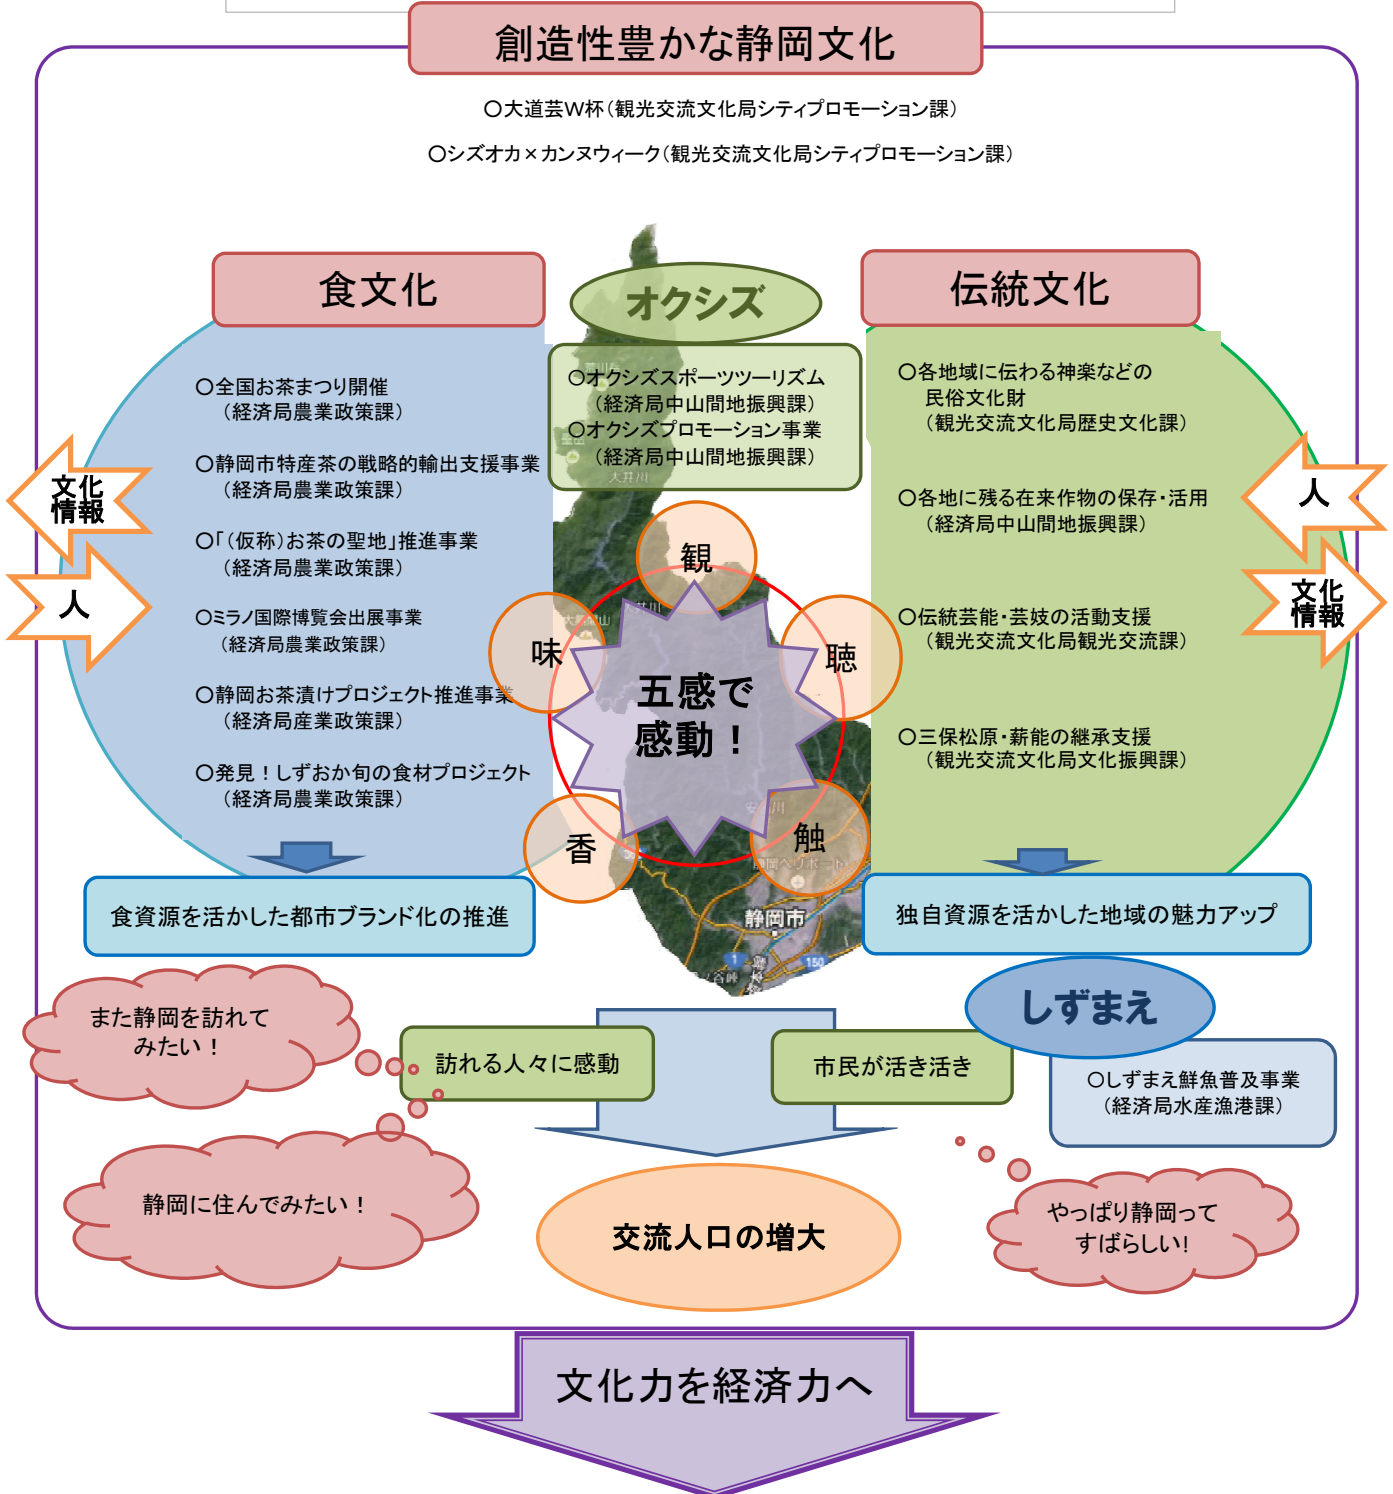 創造性豊かな静岡文化
○大道芸W杯(観光交流文化局シティプロモーション課)
○シズオカ×カンヌウィーク(観光交流文化局シティプロモーション課)
食文化
○全国お茶まつり開催
(経済局農業政策課)
○静岡市特産茶の戦略的輸出支援事業
(経済局農業政策課)
○「(仮称)お茶の聖地」推進事業
(経済局農業政策課)
○ミラノ国際博覧会出展事業
(経済局農業政策課)
○静岡お茶漬けプロジェクト推進事業
(経済局産業政策課)
○発見！しずおか旬の食材プロジェクト
(経済局農業政策課)
文化
情報
人
食資源を活かした都市ブランド化の推進
オクシズ
○オクシズスポーツツーリズム
(経済局中山間地振興課)
○オクシズプロモーション事業
(経済局中山間地振興課)
大井川
観
味
聴
香
触
五感で
感動！
静岡ヘリポート
静岡市
1
150
伝統文化
○各地域に伝わる神楽などの
民俗文化財
(観光交流文化局歴史文化課)
○各地に残る在来作物の保存・活用
(経済局中山間地振興課)
○伝統芸能・芸妓の活動支援
(観光交流文化局観光交流課)
○三保松原・薪能の継承支援
(観光交流文化局文化振興課)
人
文化
情報
独自資源を活かした地域の魅力アップ
しずまえ
○しずまえ鮮魚普及事業
(経済局水産漁港課)
また静岡を訪れて
みたい！
訪れる人々に感動
市民が活き活き
静岡に住んでみたい！
交流人口の増大
やっぱり静岡って
すばらしい!
文化力を経済力へ